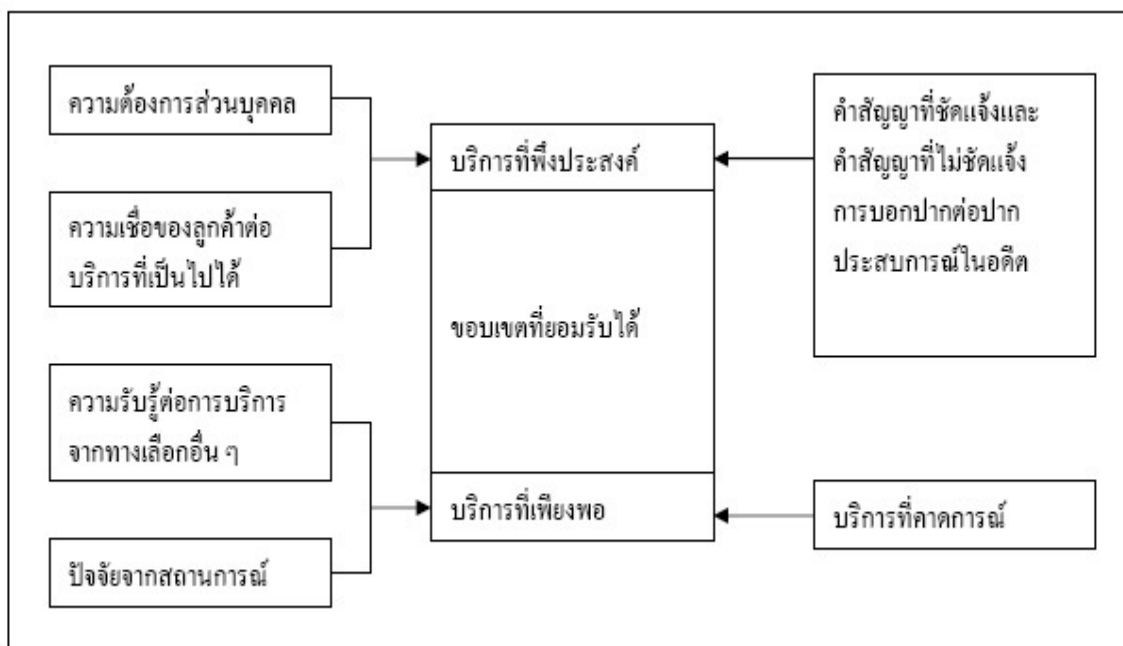 ความต้องการส่วนบุคคล
ความเชื่อของลูกค้าต่อ
บริการที่เป็นไปได้
ความรับรู้ต่อการบริการ
จากทางเลือกอื่น ๆ
ปัจจัยจากสถานการณ์
บริการที่พึงประสงค์
ขอบเขตที่ยอมรับได้
บริการที่เพียงพอ
คำสัญญาที่ชัดแจ้งและ
คำสัญญาที่ไม่ชัดแจ้ง
การบอกปากต่อปาก
ประสบการณ์ในอดีต
บริการที่คาดการณ์